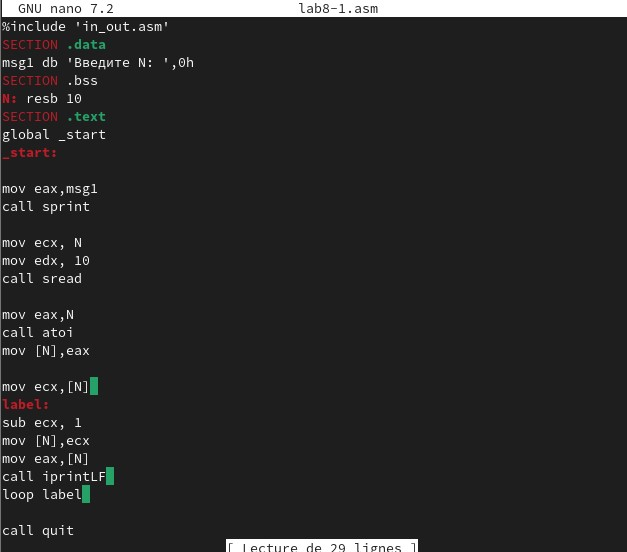 GNU nano 7.2 lab8-1.asm
%include 'in_out.asm'
SECTION .data
msg1 db 'Введите N: ',0h
SECTION .bss
N: resb 10
SECTION .text
global _start
_start:
mov eax,msg1
call sprint
mov ecx, N
mov edx, 10
call sread
mov eax,N
call atoi
mov [N],eax
mov ecx,[N]
label:
sub ecx, 1
mov [N],ecx
mov eax,[N]
call iprintLF
loop label
call quit
[ Lecture de 29 lignes ]